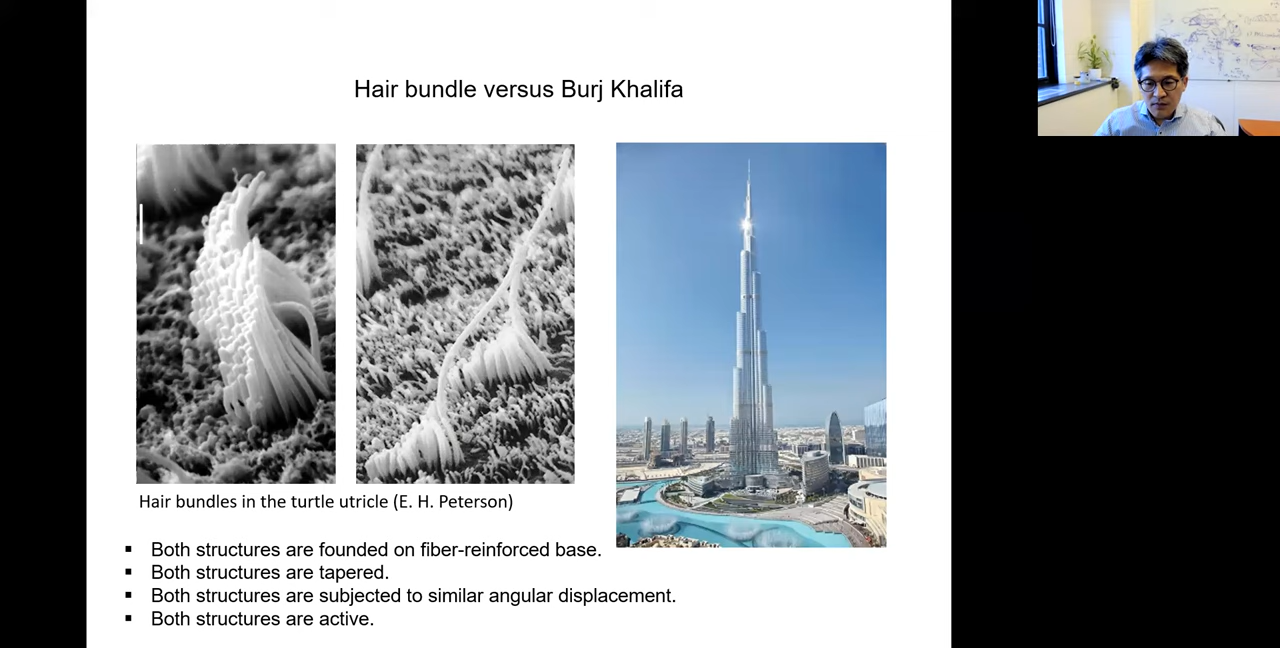 Hair bundle versus Burj Khalifa
Hair bundles in the turtle utricle (E. H. Peterson)
▪ Both structures are founded on fiber-reinforced base.
▪ Both structures are tapered.
▪ Both structures are subjected to similar angular displacement.
▪ Both structures are active.